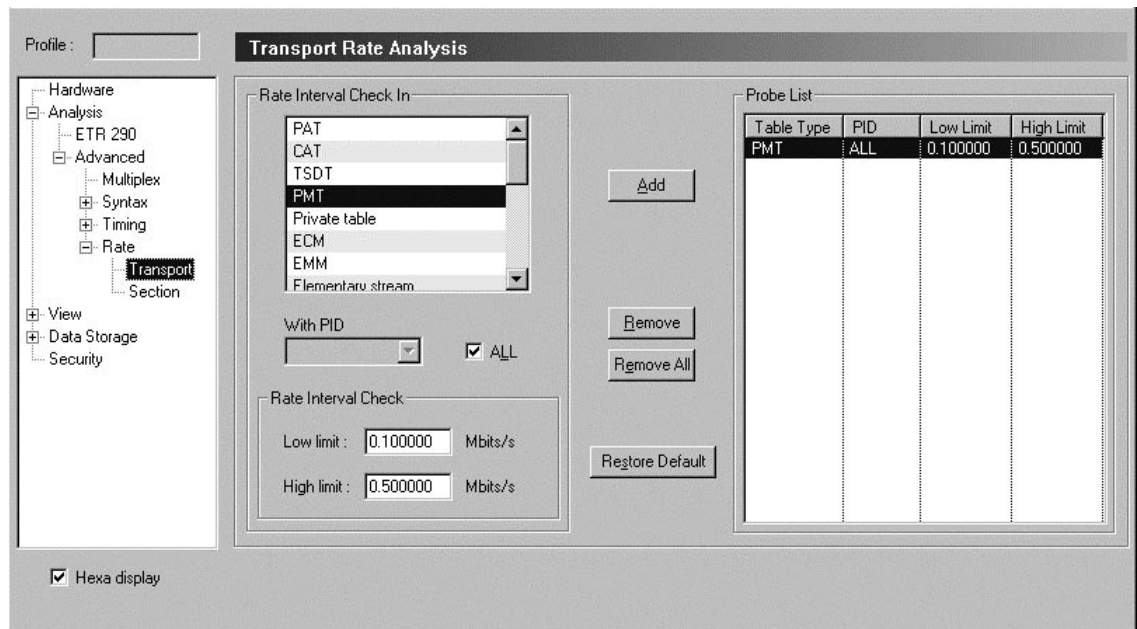 Profile :
Transport Rate Analysis
Hardware
Analysis
ETR 290
Advanced
Multiplex
Syntax
Timing
Rate
Transport
Section
View
Data Storage
Security
Rate Interval Check In
PAT
CAT
TSDT
PMT
Private table
ECM
EMM
Elementary stream
With PID
ALL
Rate Interval Check
Low limit : 0.100000 Mbits/s
High limit : 0.500000 Mbits/s
Add
Remove
Remove All
Restore Default
Probe List
Table Type PID Low Limit High Limit
PMT ALL 0.100000 0.500000
Hexa display